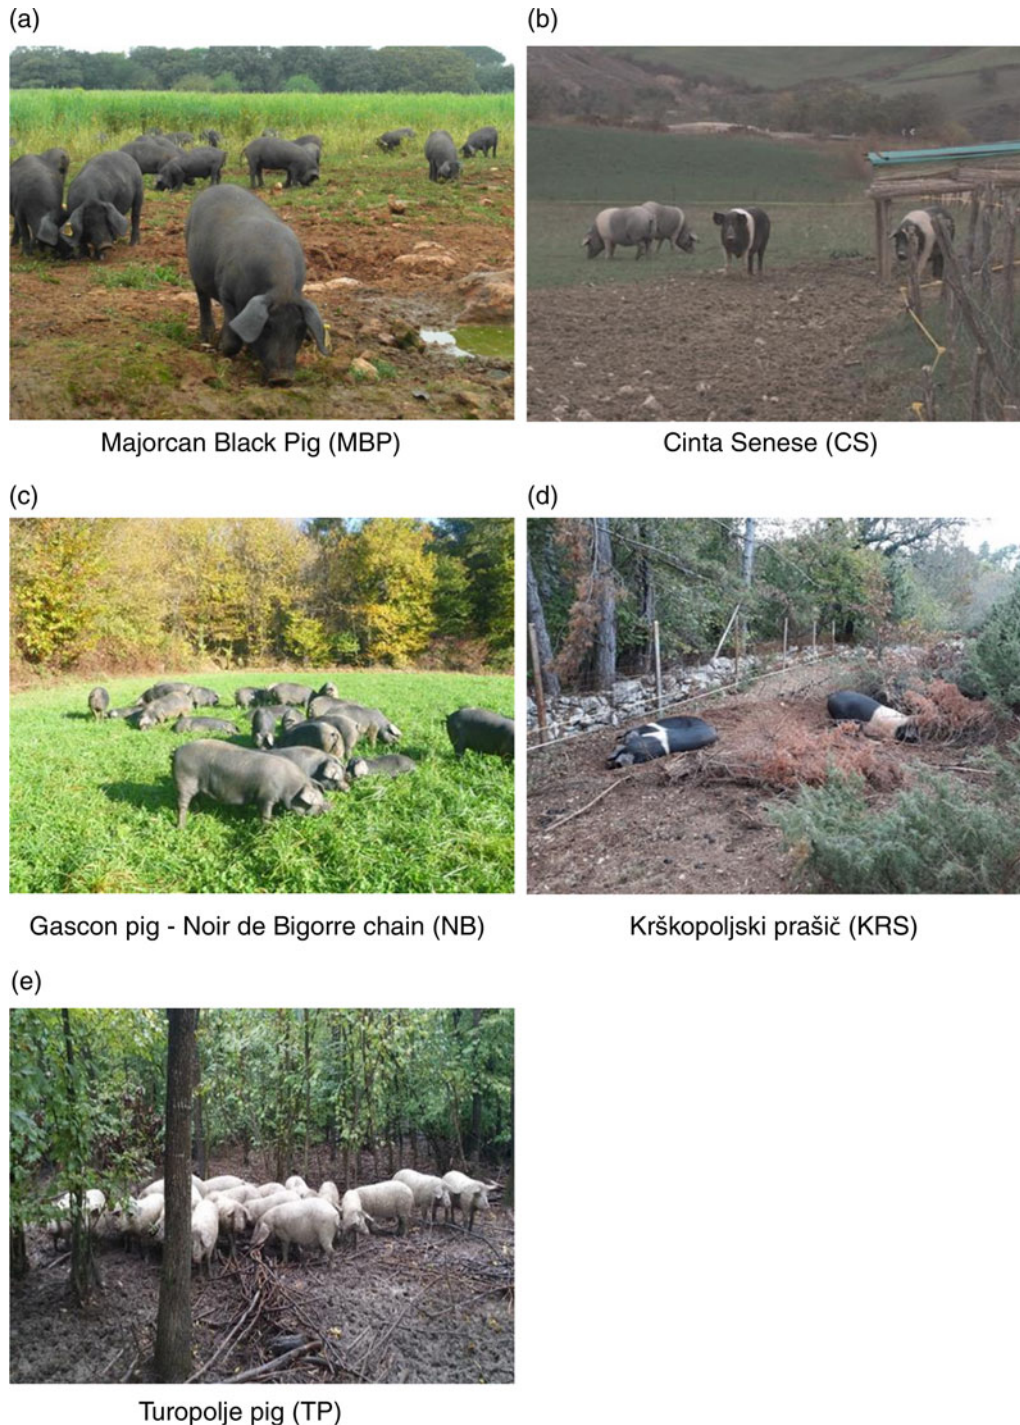 (a)
(b)
Majorcan Black Pig (MBP)
Cinta Senese (CS)
(c)
(d)
Gascon pig - Noir de Bigorre chain (NB)
Krškopoljski prašič (KRS)
(e)
Turopolje pig (TP)